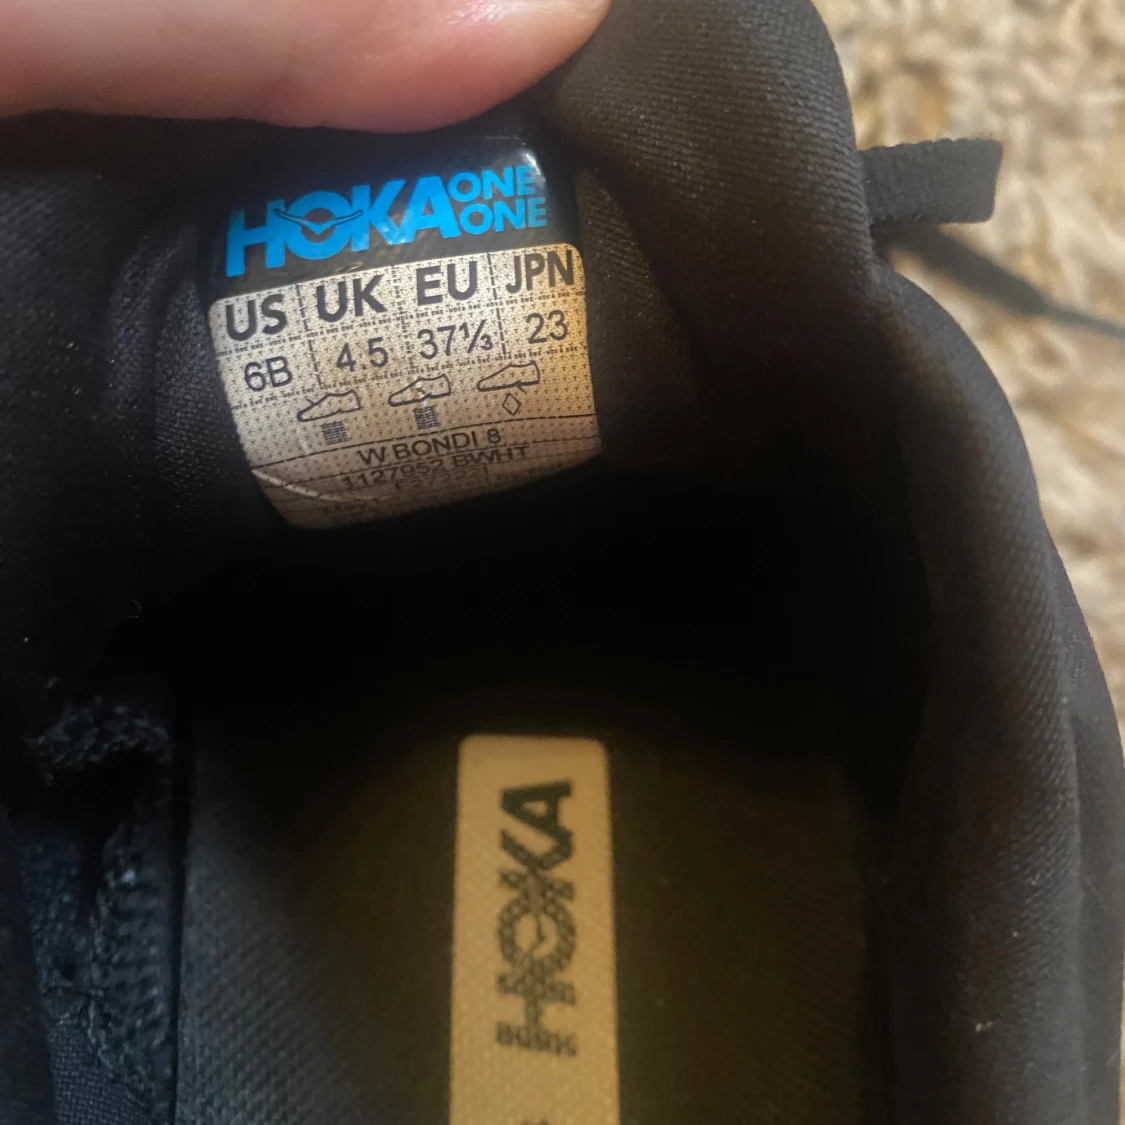 HOKA ONE ONE
US UK EU JPN
6B 4 5 37⅓ 23
W BONDI 8
1127952 BWHT
HOKA